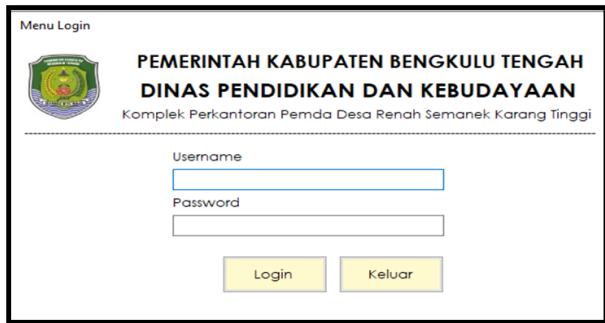 Menu Login
PEMERINTAH KABUPATEN BENGKULU TENGAH
DINAS PENDIDIKAN DAN KEBUDAYAAN
Komplek Perkantoran Pemda Desa Renah Semanek Karang Tinggi
Username
Password
Login Keluar